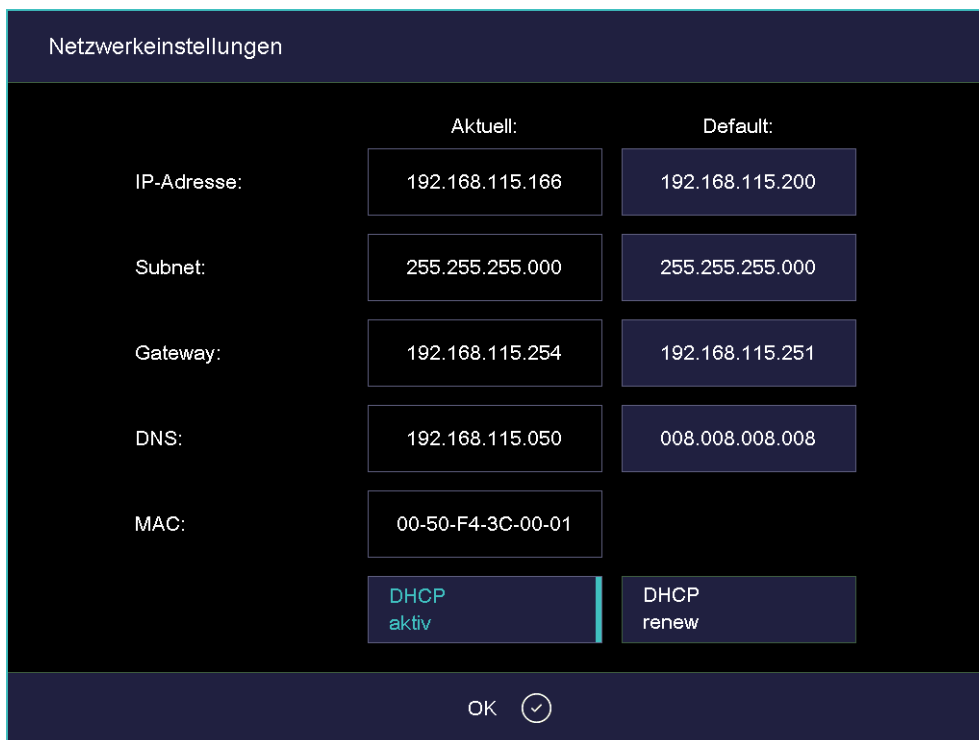 Netzwerkeinstellungen
Aktuell: Default:
IP-Adresse: 192.168.115.166 192.168.115.200
Subnet: 255.255.255.000 255.255.255.000
Gateway: 192.168.115.254 192.168.115.251
DNS: 192.168.115.050 008.008.008.008
MAC: 00-50-F4-3C-00-01
DHCP aktiv DHCP renew
OK